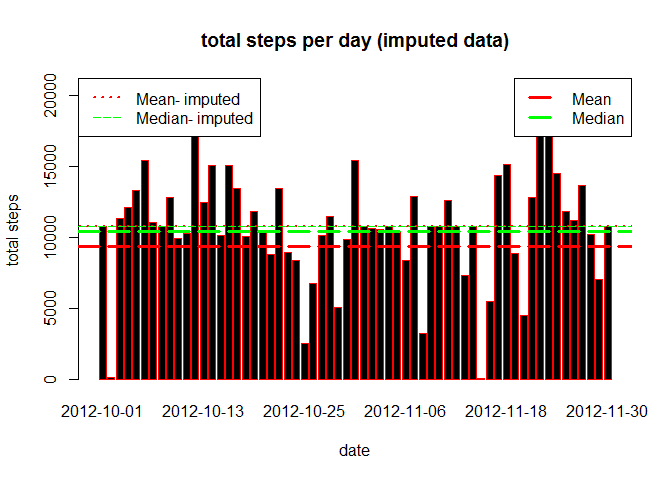 total steps per day (imputed data)
total steps
20000
15000
10000
5000
0
Mean- imputed
Median- imputed
Mean
Median
2012-10-01 2012-10-13 2012-10-25 2012-11-06 2012-11-18 2012-11-30
date